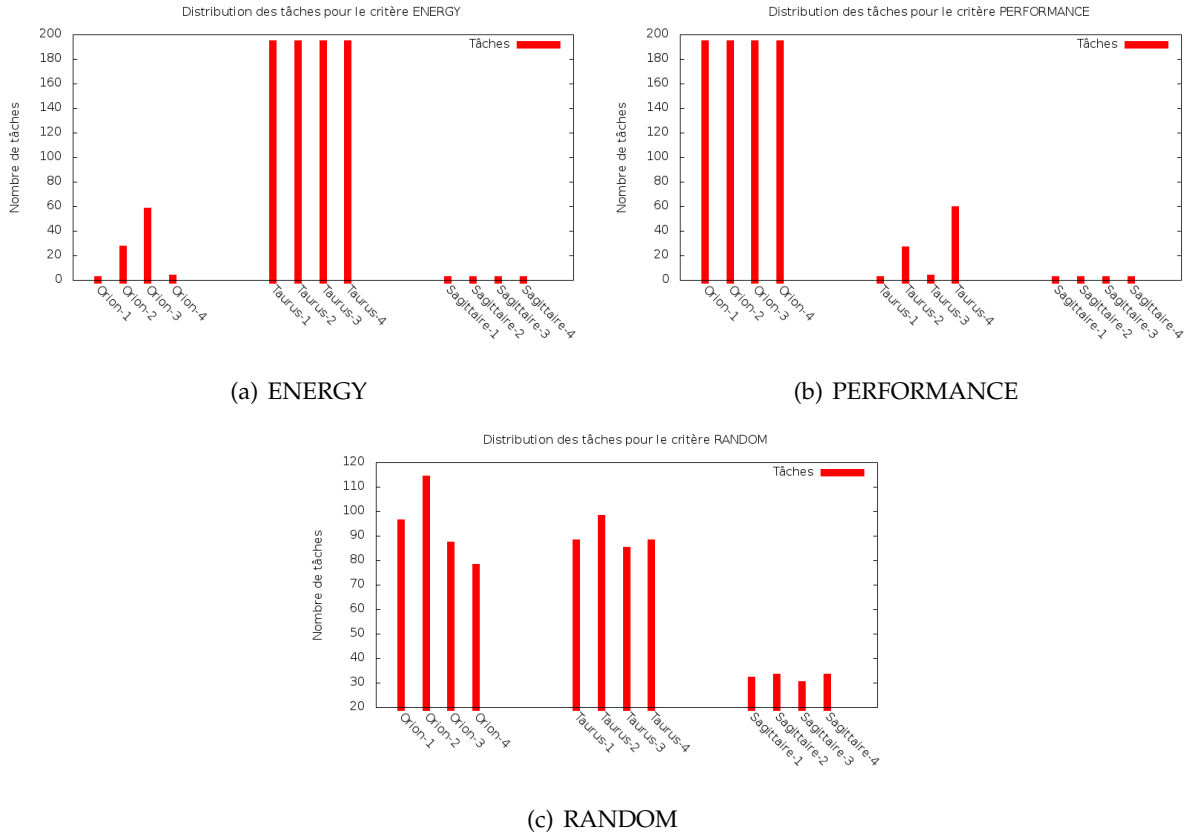 Distribution des tâches pour le critère ENERGY
Nombre de tâches
Tâches
200
180
160
140
120
100
80
60
40
20
0
Orion-1
Orion-2
Orion-3
Orion-4
Taurus-1
Taurus-2
Taurus-3
Taurus-4
Sagittaire-1
Sagittaire-2
Sagittaire-3
Sagittaire-4
(a) ENERGY
Distribution des tâches pour le critère PERFORMANCE
Nombre de tâches
Tâches
200
180
160
140
120
100
80
60
40
20
0
Orion-1
Orion-2
Orion-3
Orion-4
Taurus-1
Taurus-2
Taurus-3
Taurus-4
Sagittaire-1
Sagittaire-2
Sagittaire-3
Sagittaire-4
(b) PERFORMANCE
Distribution des tâches pour le critère RANDOM
Nombre de tâches
Tâches
120
110
100
90
80
70
60
50
40
30
20
Orion-1
Orion-2
Orion-3
Orion-4
Taurus-1
Taurus-2
Taurus-3
Taurus-4
Sagittaire-1
Sagittaire-2
Sagittaire-3
Sagittaire-4
(c) RANDOM